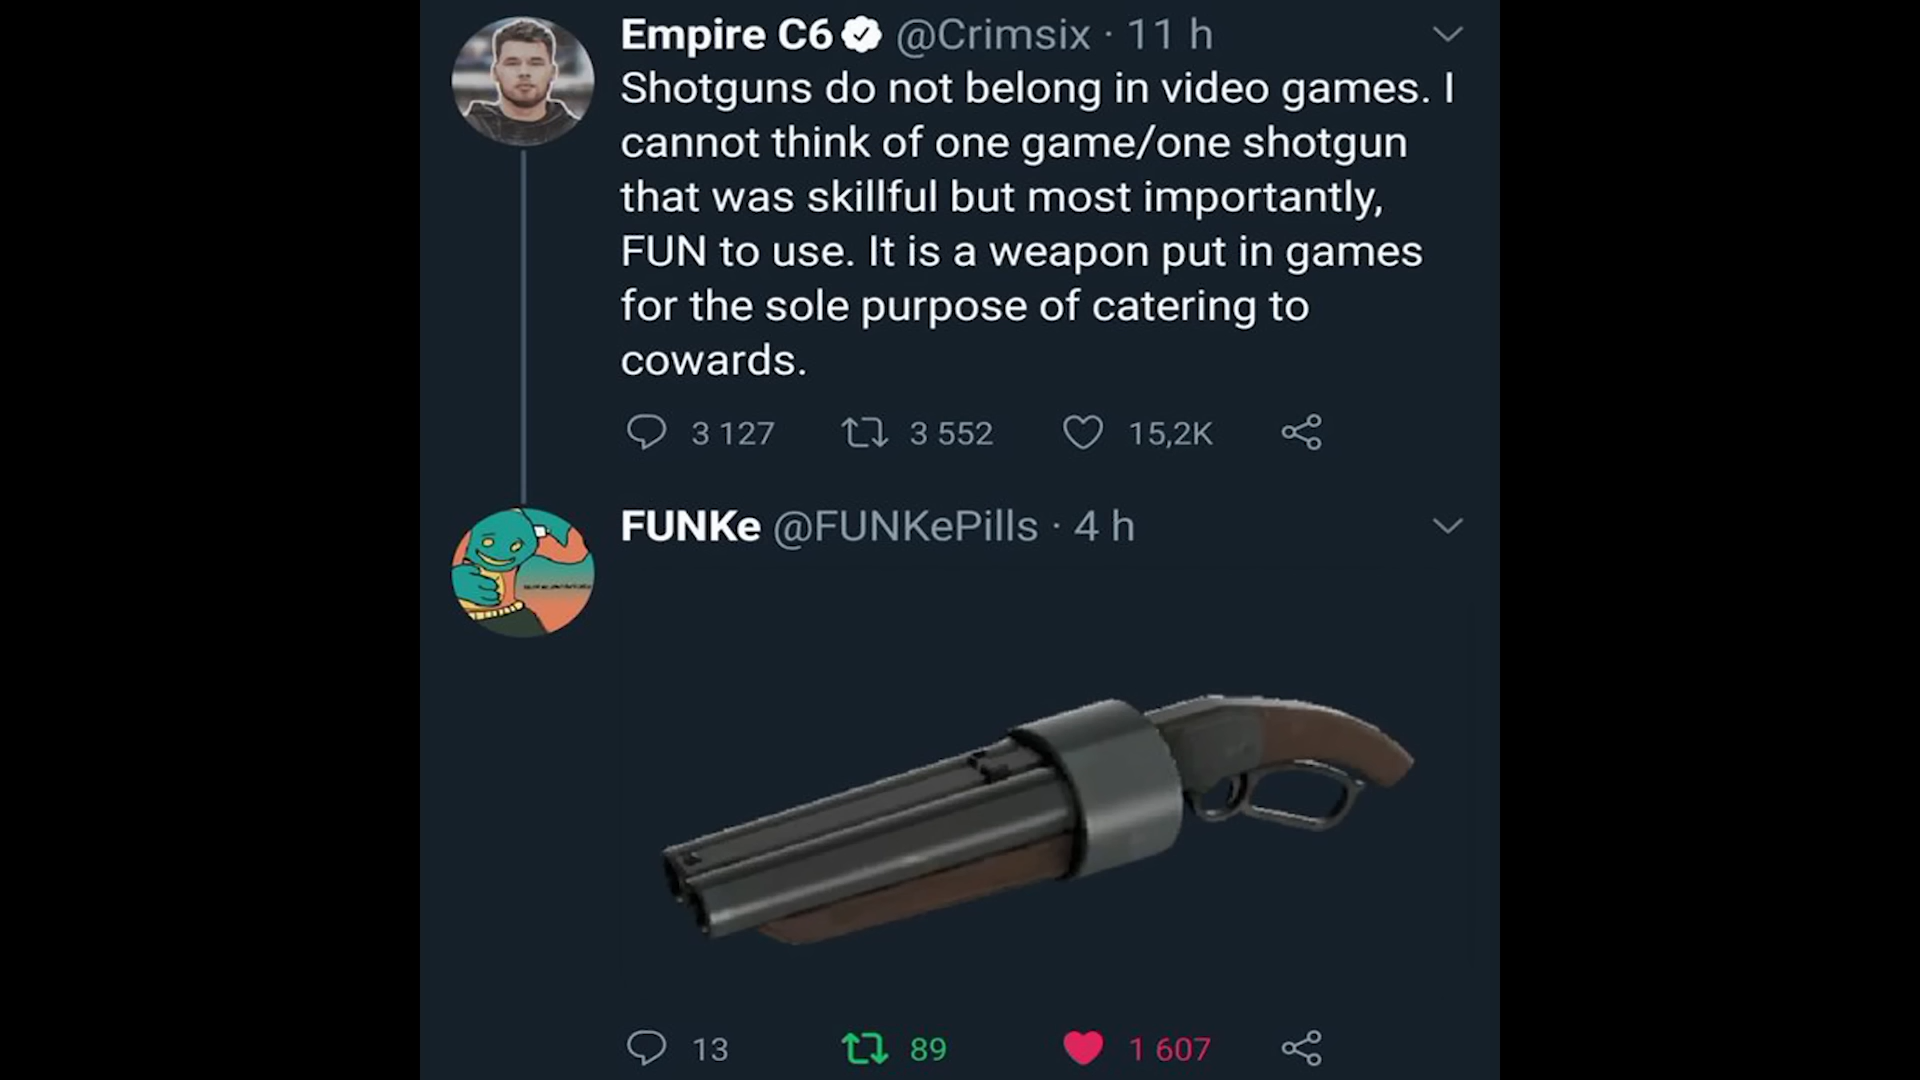 Empire C6 @Crimsix · 11 h
Shotguns do not belong in video games. I
cannot think of one game/one shotgun
that was skillful but most importantly,
FUN to use. It is a weapon put in games
for the sole purpose of catering to
cowards.
3 127 3 552 15,2K
FUNKe @FUNKePills · 4 h
13 89 1 607